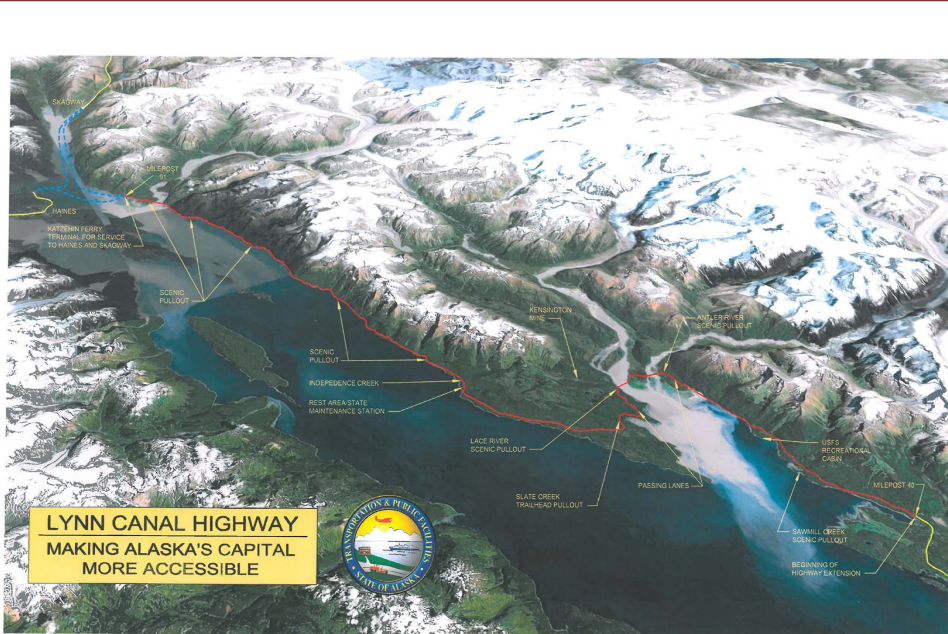 SKAGWAY
MILEPOST
91
HAINES
KATZEHIN FERRY
TERMINAL FOR SERVICE
TO HAINES AND SKAGWAY
SCENIC
PULLOUT
KENSINGTON
MINE
ANTLER RIVER
SCENIC PULLOUT
SCENIC
PULLOUT
INDEPEDENCE CREEK
REST AREA/STATE
MAINTENANCE STATION
LACE RIVER
SCENIC PULLOUT
USFS
RECREATIONAL
CABIN
PASSING LANES
MILEPOST 40
SLATE CREEK
TRAILHEAD PULLOUT
SAWMILL CREEK
SCENIC PULLOUT
BEGINNING OF
HIGHWAY EXTENSION
LYNN CANAL HIGHWAY
MAKING ALASKA'S CAPITAL
MORE ACCESSIBLE
TRANSPORTATION & PUBLIC FACILITIES
STATE OF ALASKA